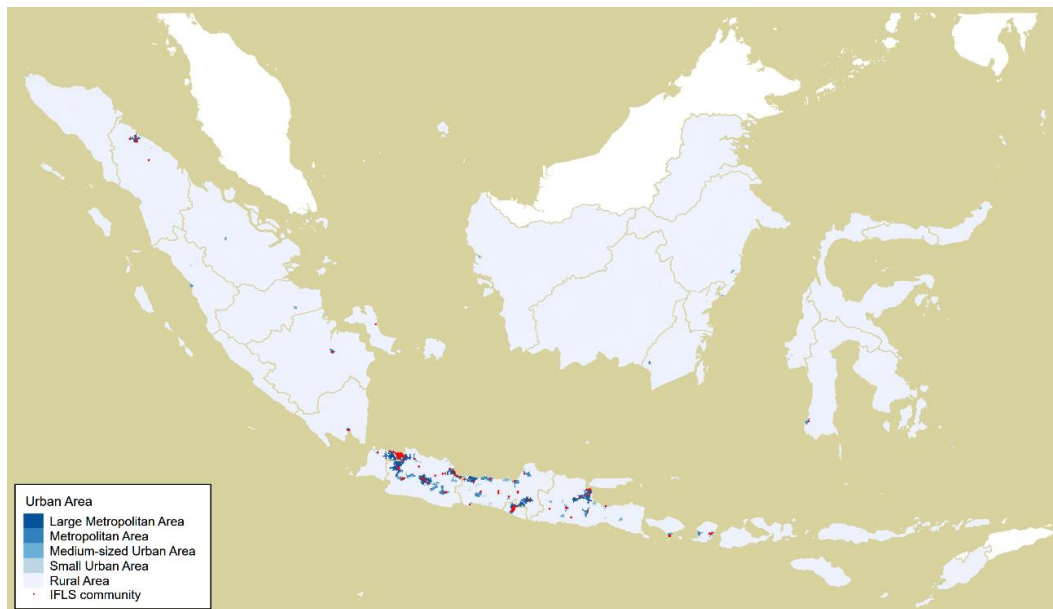 Urban Area
Large Metropolitan Area
Metropolitan Area
Medium-sized Urban Area
Small Urban Area
Rural Area
IFLS community